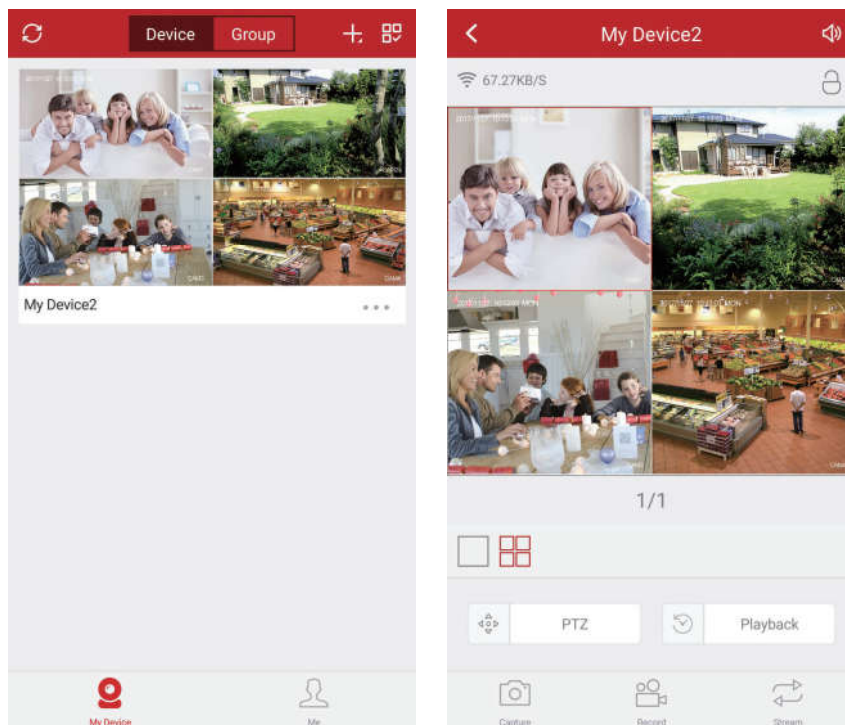 Device
Group
My Device2
My Device
Me
My Device2
67.27KB/S
1/1
PTZ
Playback
Capture
Record
Stream